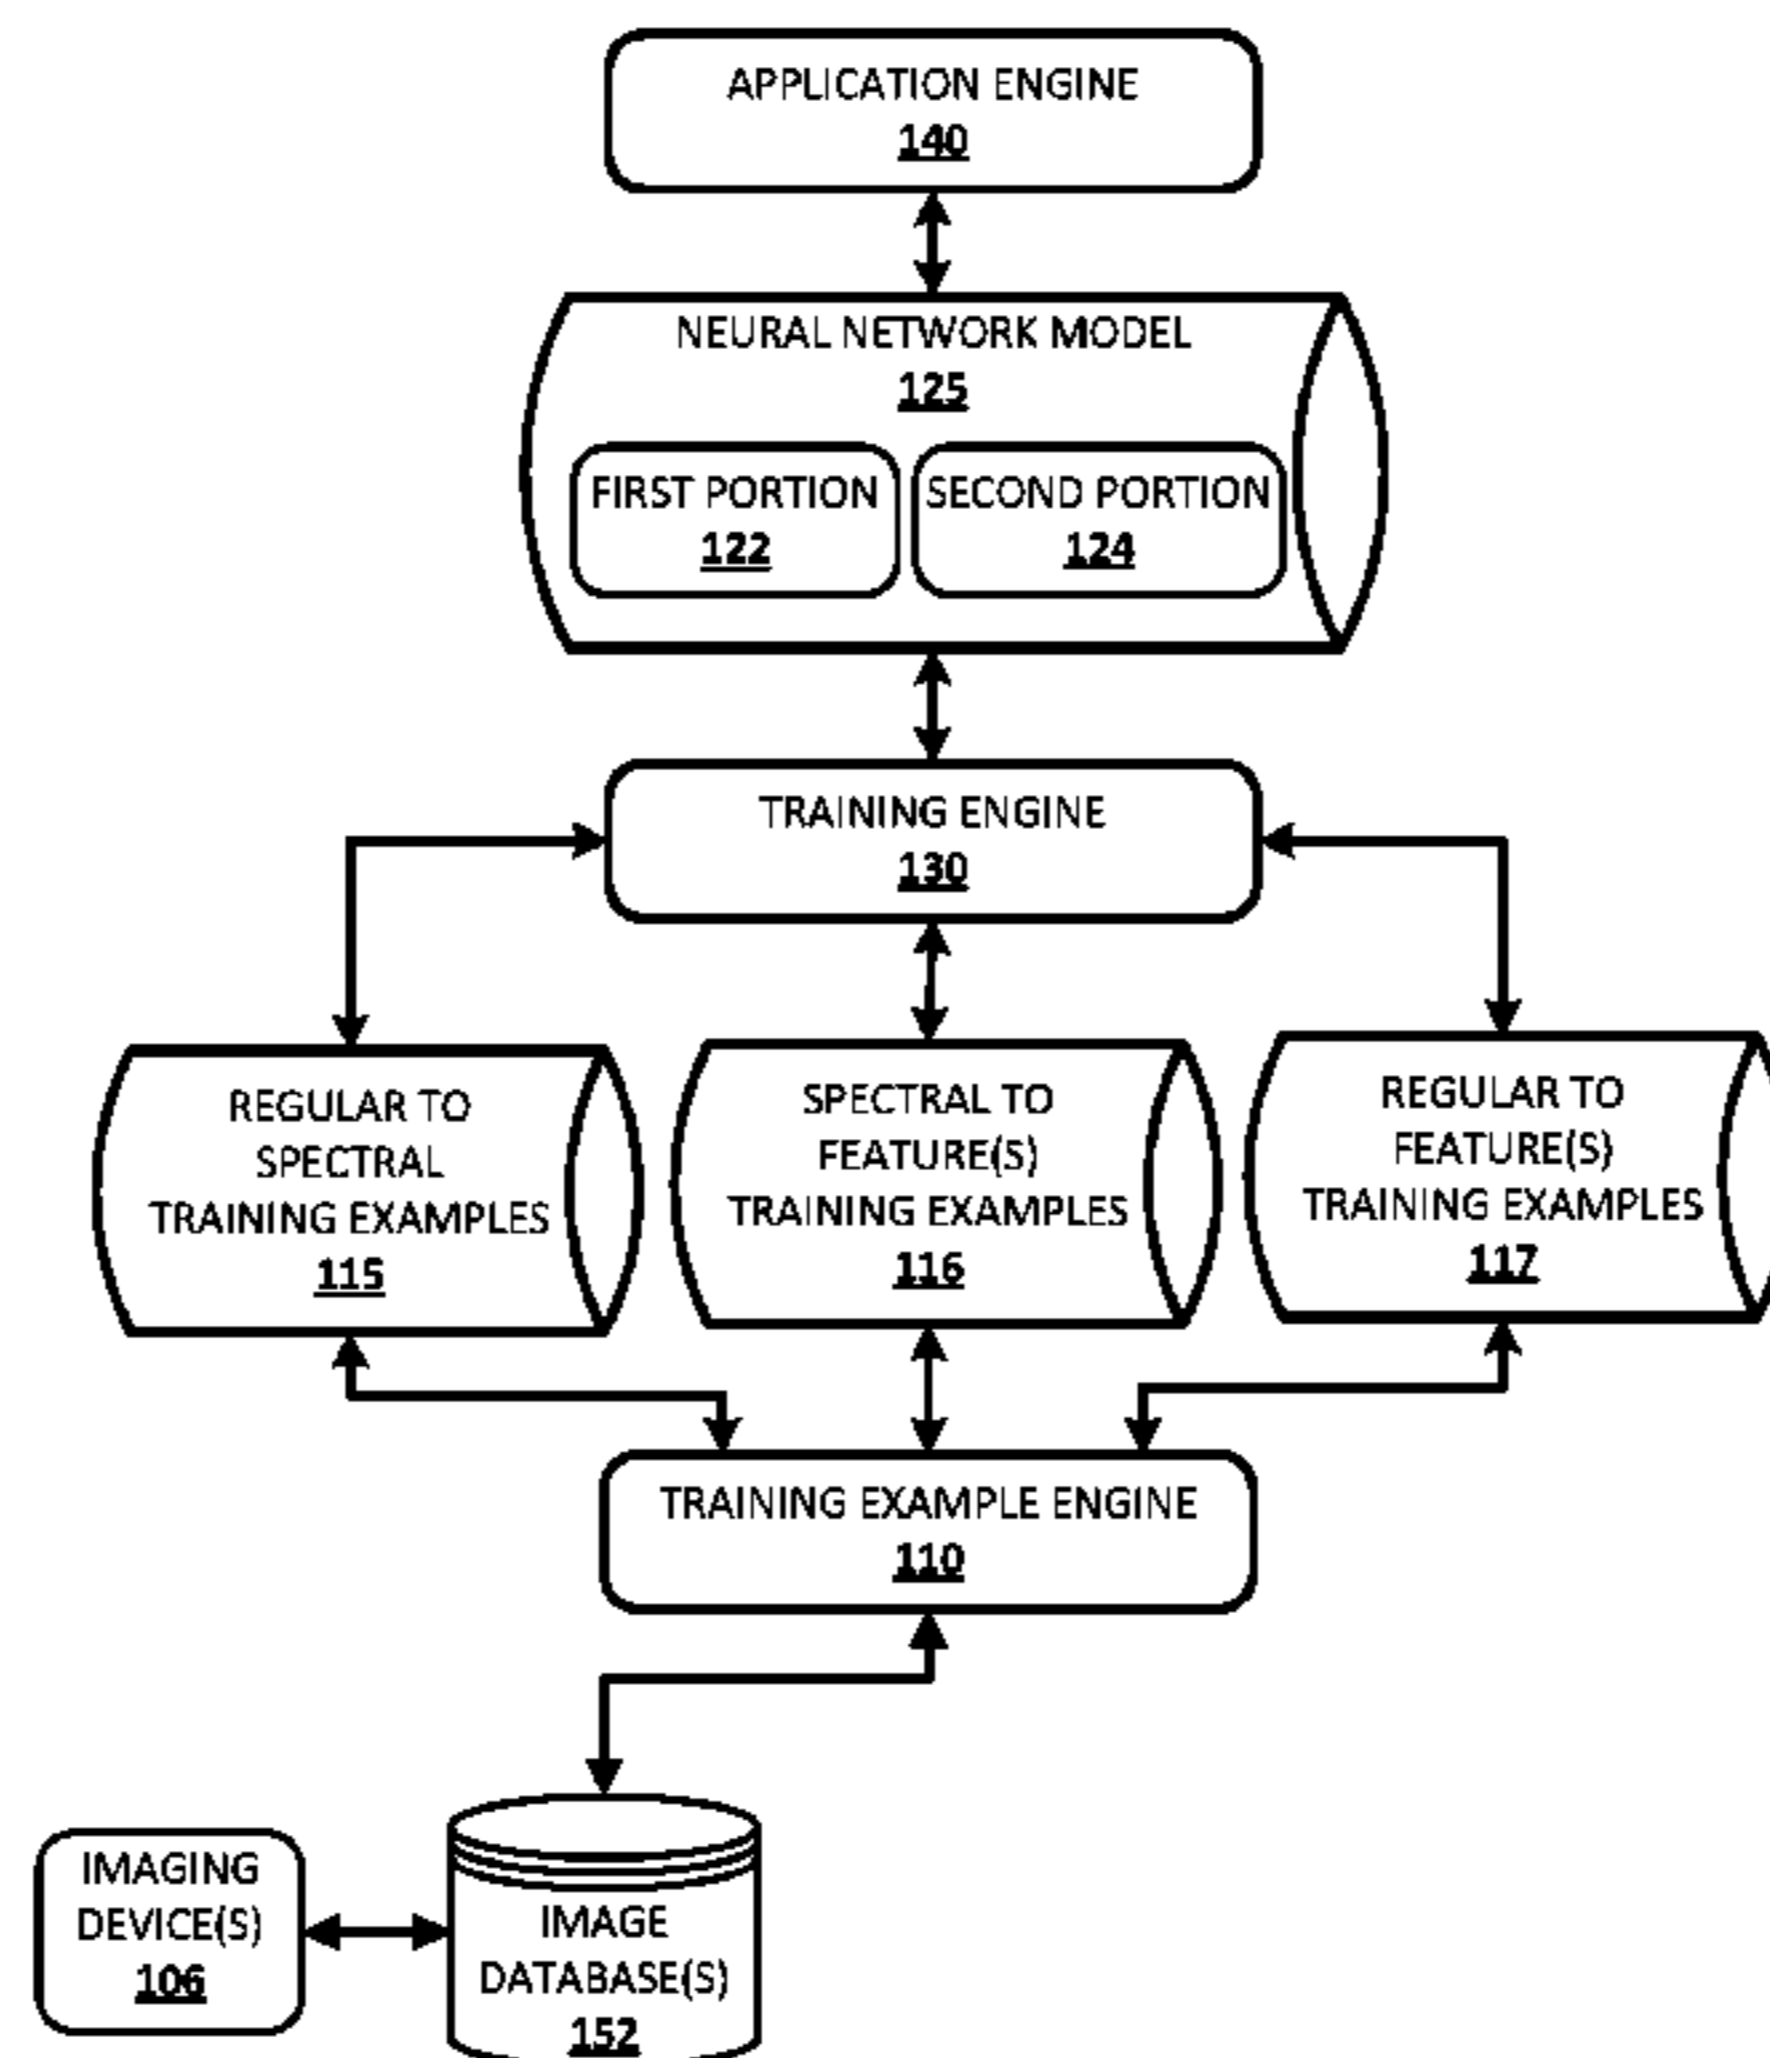 APPLICATION ENGINE
140
NEURAL NETWORK MODEL
125
FIRST PORTION
122
SECOND PORTION
124
TRAINING ENGINE
130
REGULAR TO
SPECTRAL
TRAINING EXAMPLES
115
SPECTRAL TO
FEATURE(S)
TRAINING EXAMPLES
116
REGULAR TO
FEATURE(S)
TRAINING EXAMPLES
117
TRAINING EXAMPLE ENGINE
110
IMAGING
DEVICE(S)
106
IMAGE
DATABASE(S)
152